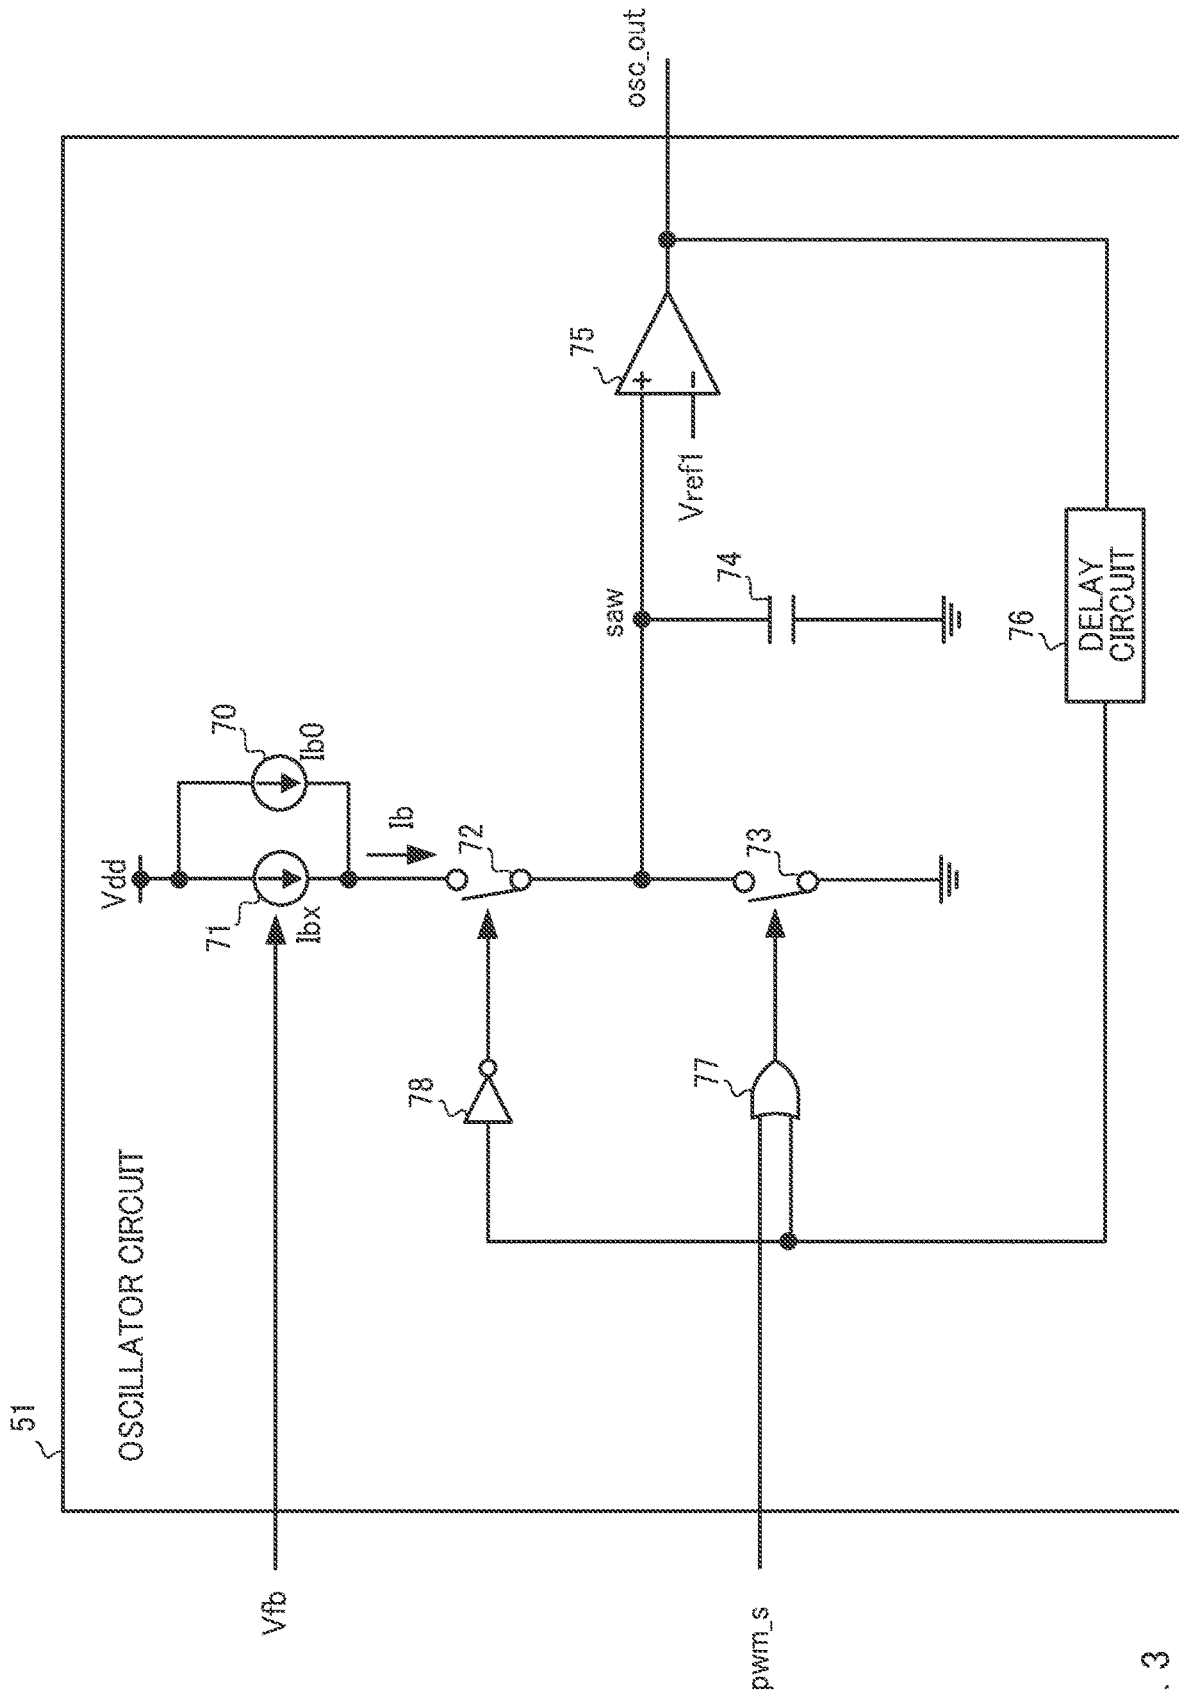 51
OSCILLATOR CIRCUIT
Vdd
70
Ib0
71
Ibx
Ib
Vfb
72
78
saw
75
+
-
Vref1
osc_out
73
74
77
pwm_s
76
DELAY
CIRCUIT
. 3